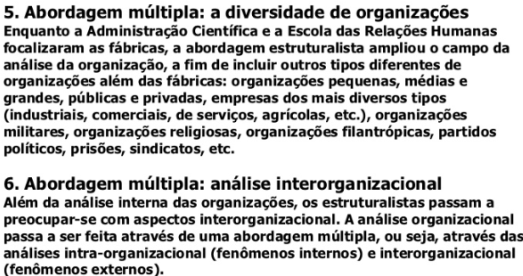 5. Abordagem múltipla: a diversidade de organizações
Enquanto a Administração Científica e a Escola das Relações Humanas
focalizaram as fábricas, a abordagem estruturalista ampliou o campo da
análise da organização, a fim de incluir outros tipos diferentes de
organizações além das fábricas: organizações pequenas, médias e
grandes, públicas e privadas, empresas dos mais diversos tipos
(industriais, comerciais, de serviços, agrícolas, etc.), organizações
militares, organizações religiosas, organizações filantrópicas, partidos
políticos, prisões, sindicatos, etc.
6. Abordagem múltipla: análise interorganizacional
Além da análise interna das organizações, os estruturalistas passam a
preocupar-se com aspectos interorganizacional. A análise organizacional
passa a ser feita através de uma abordagem múltipla, ou seja, através das
análises intra-organizacional (fenômenos internos) e interorganizacional
(fenômenos externos).